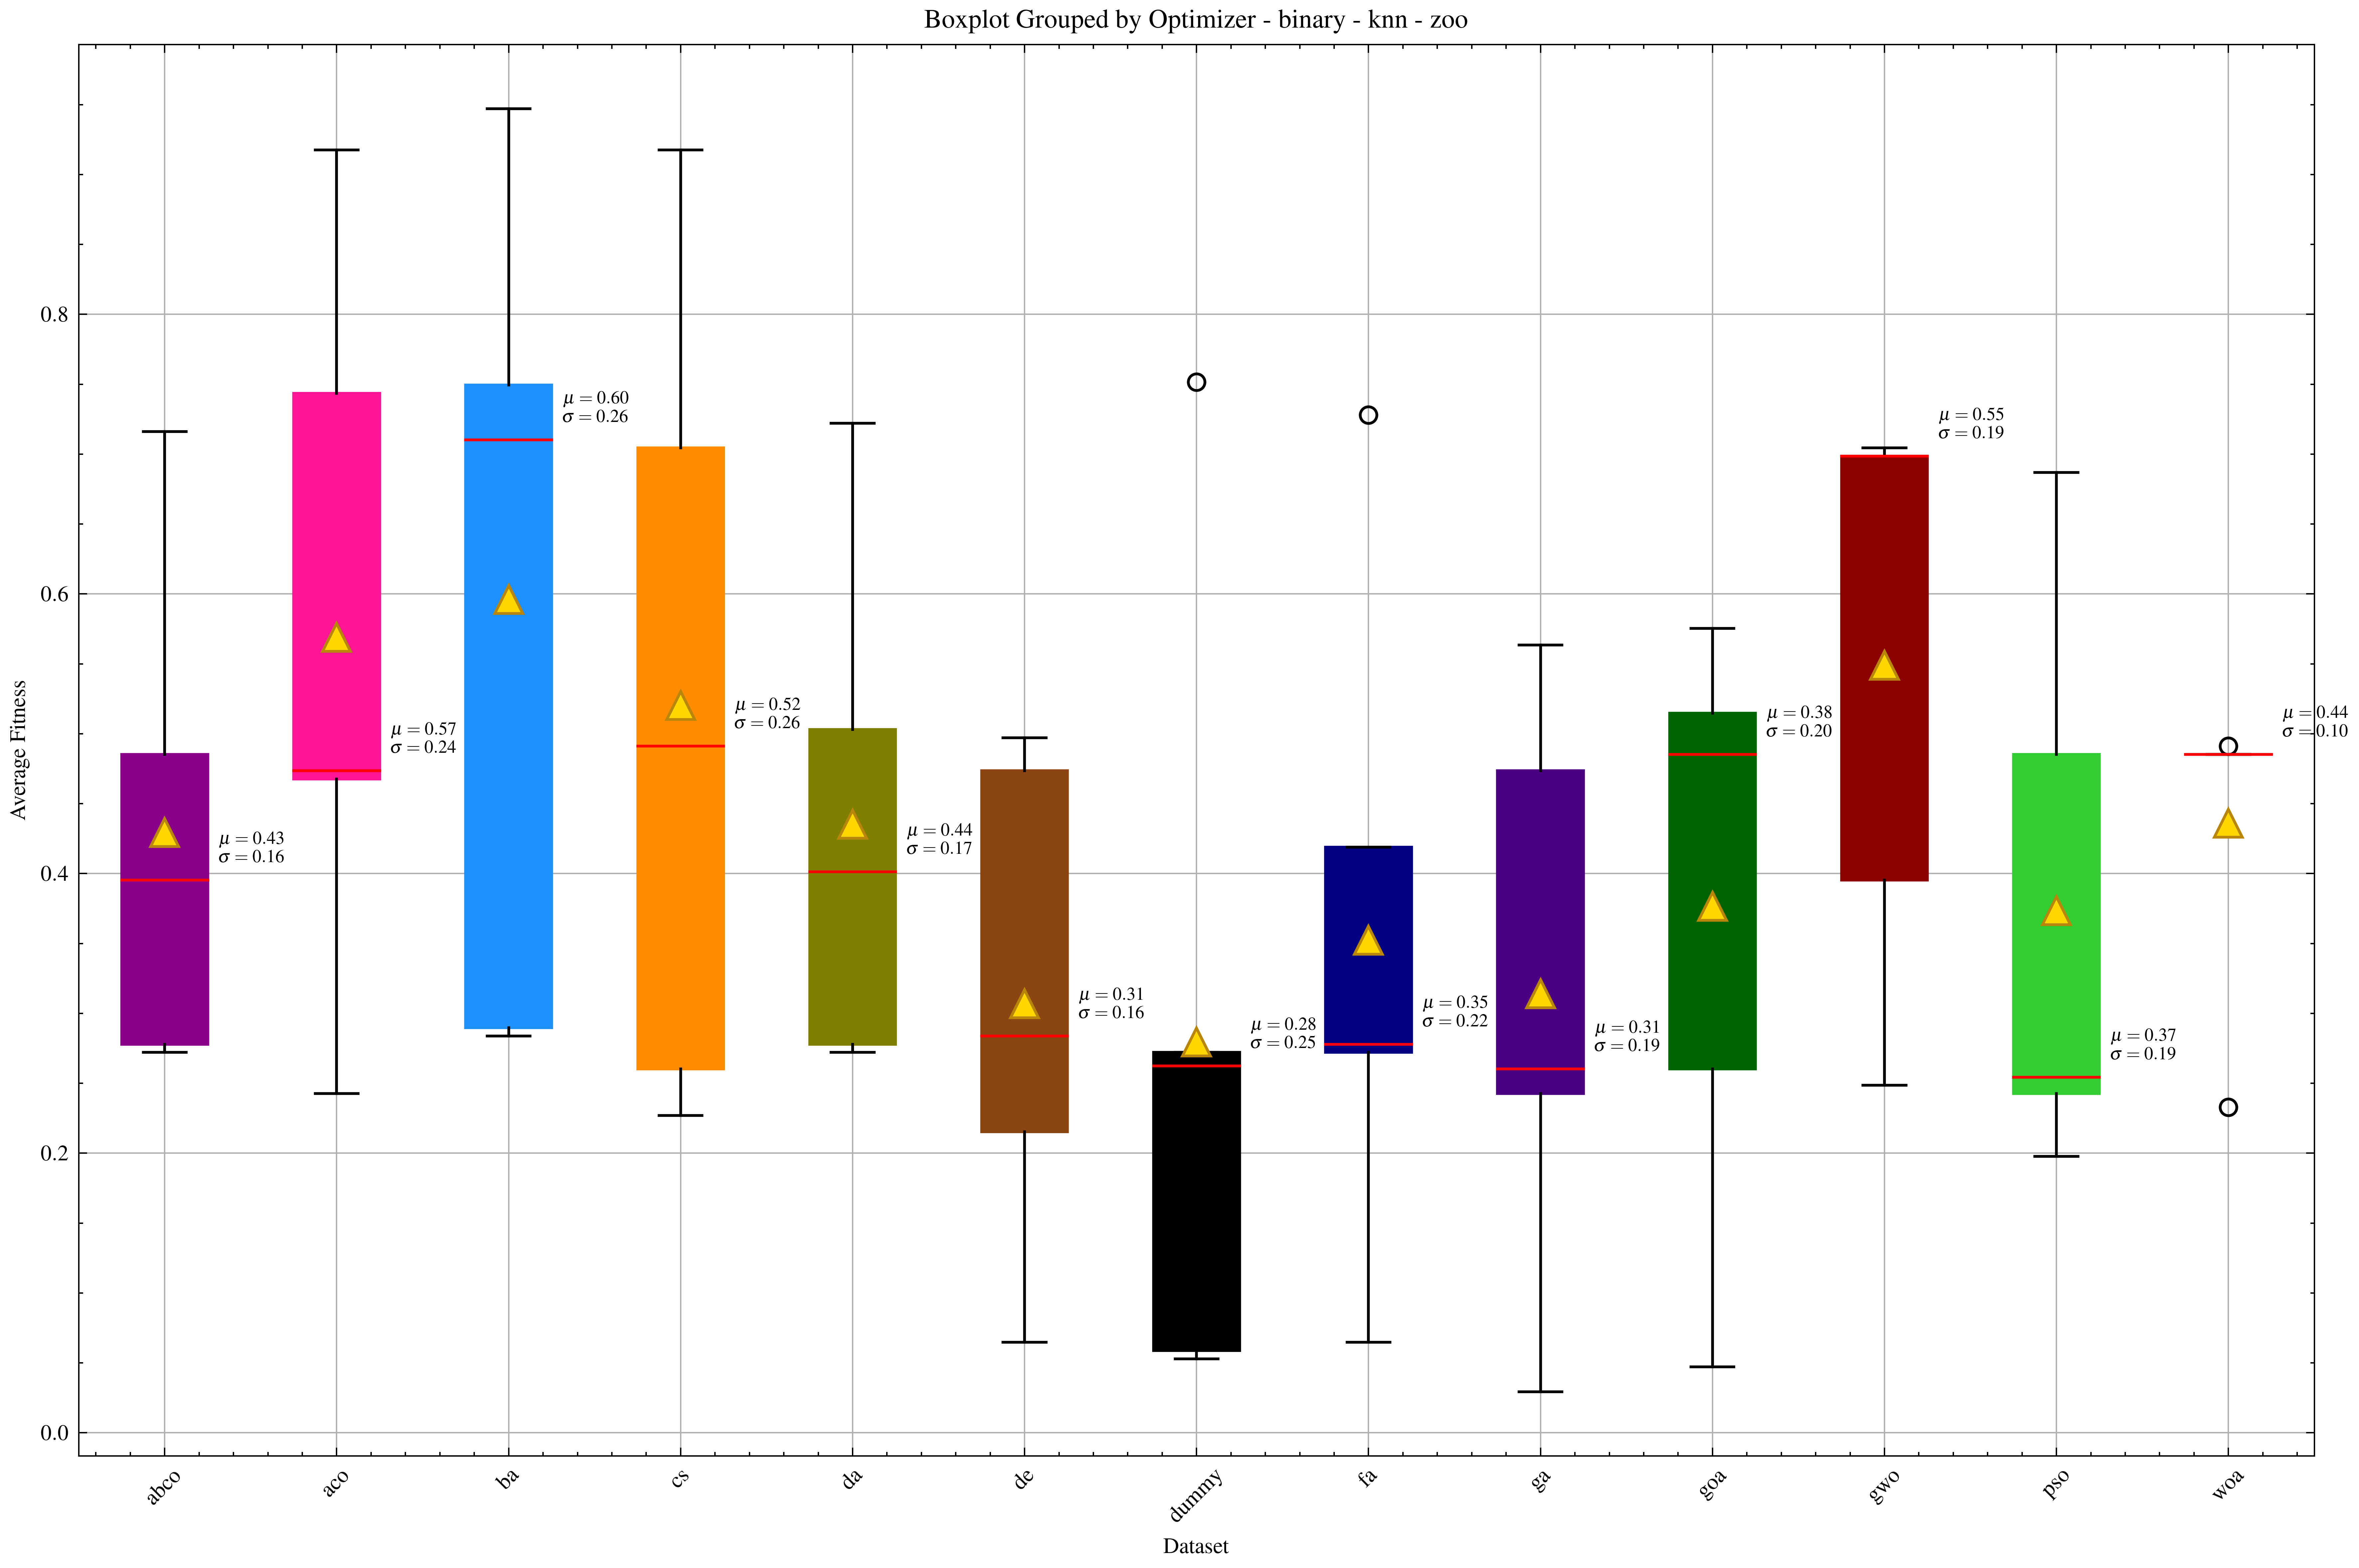 Boxplot Grouped by Optimizer - binary - knn - zoo
Average Fitness
0.8
0.6
0.4
0.2
0.0
μ = 0.43
σ = 0.16
μ = 0.57
σ = 0.24
μ = 0.60
σ = 0.26
μ = 0.52
σ = 0.26
μ = 0.44
σ = 0.17
μ = 0.31
σ = 0.16
μ = 0.28
σ = 0.25
μ = 0.35
σ = 0.22
μ = 0.31
σ = 0.19
μ = 0.38
σ = 0.20
μ = 0.55
σ = 0.19
μ = 0.37
σ = 0.19
μ = 0.44
σ = 0.10
abco
aco
ba
cs
da
de
dummy
fa
ga
goa
gwo
pso
woa
Dataset